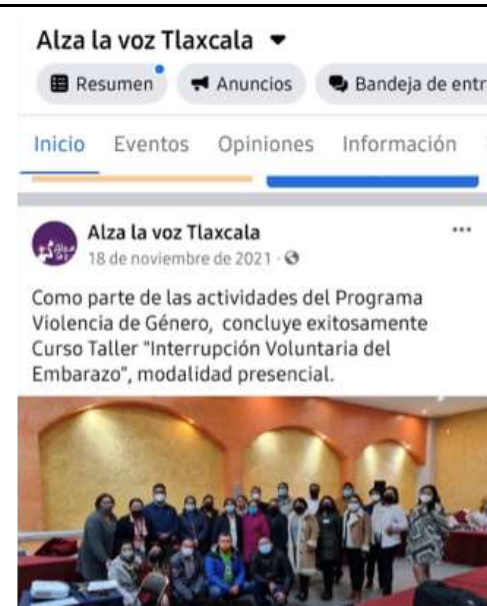 Alza la voz Tlaxcala
Resumen Anuncios Bandeja de entr
Inicio Eventos Opiniones Información
Alza la voz Tlaxcala
18 de noviembre de 2021 ·
Como parte de las actividades del Programa
Violencia de Género, concluye exitosamente
Curso Taller "Interrupción Voluntaria del
Embarazo", modalidad presencial.